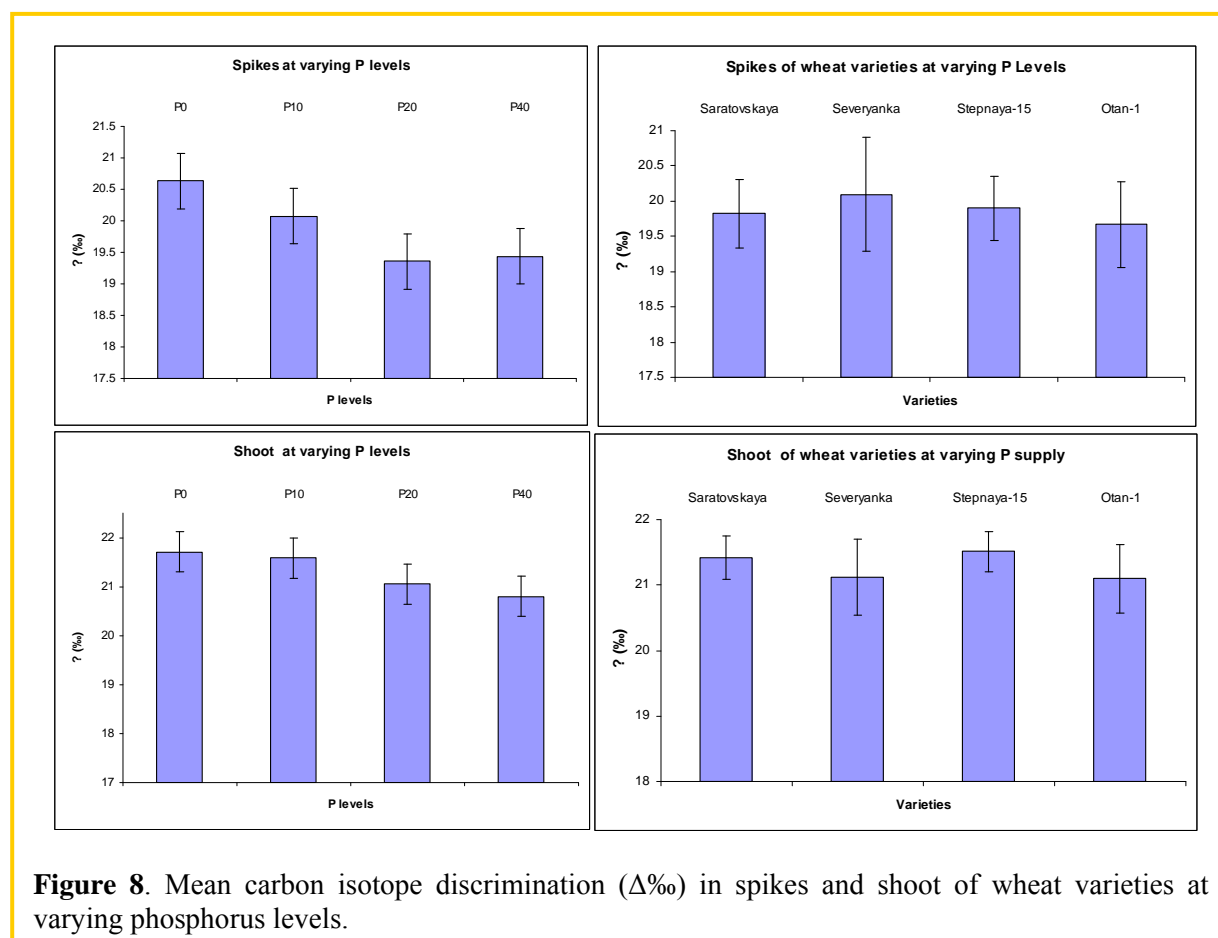 Spikes at varying P levels
P0 P10 P20 P40
21.5
21
20.5
20
19.5
19
18.5
18
17.5
? (‰)
P levels
Spikes of wheat varieties at varying P Levels
Saratovskaya Severyanka Stepnaya-15 Otan-1
21
20.5
20
19.5
19
18.5
18
17.5
? (‰)
Varieties
Shoot at varying P levels
P0 P10 P20 P40
22
21
20
19
18
17
? (‰)
P levels
Shoot of wheat varieties at varying P supply
Saratovskaya Severyanka Stepnaya-15 Otan-1
22
21
20
19
18
? (‰)
Varieties
Figure 8. Mean carbon isotope discrimination (Δ‰) in spikes and shoot of wheat varieties at
varying phosphorus levels.